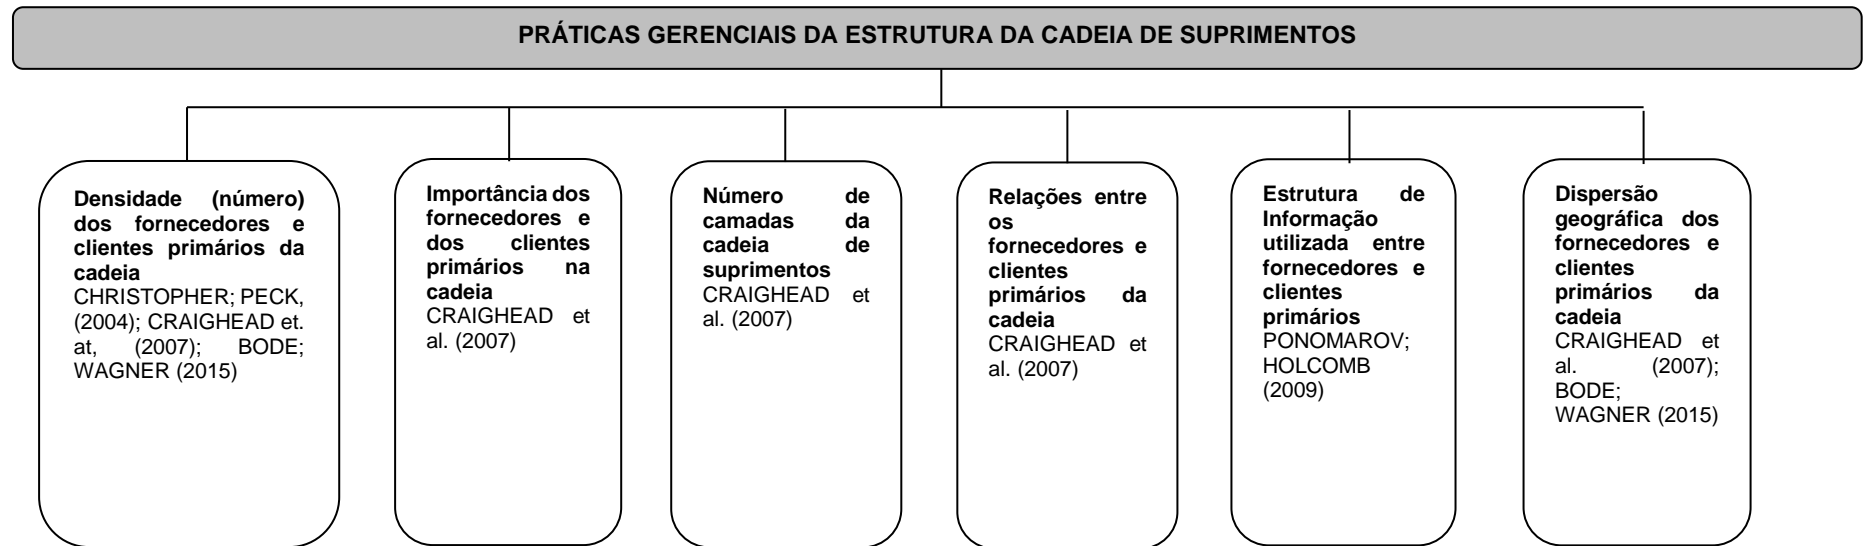 PRÁTICAS GERENCIAIS DA ESTRUTURA DA CADEIA DE SUPRIMENTOS
Densidade (número)
dos fornecedores e
clientes primários da
cadeia
CHRISTOPHER; PECK,
(2004); CRAIGHEAD et.
at, (2007); BODE;
WAGNER (2015)
Importância dos
fornecedores e
dos clientes
primários na
cadeia
CRAIGHEAD et
al. (2007)
Número de
camadas da
cadeia de
suprimentos
CRAIGHEAD et
al. (2007)
Relações entre
os
fornecedores e
clientes
primários da
cadeia
CRAIGHEAD et
al. (2007)
Estrutura de
Informação
utilizada entre
fornecedores e
clientes
primários
PONOMAROV;
HOLCOMB
(2009)
Dispersão
geográfica dos
fornecedores e
clientes
primários da
cadeia
CRAIGHEAD et
al. (2007);
BODE;
WAGNER (2015)